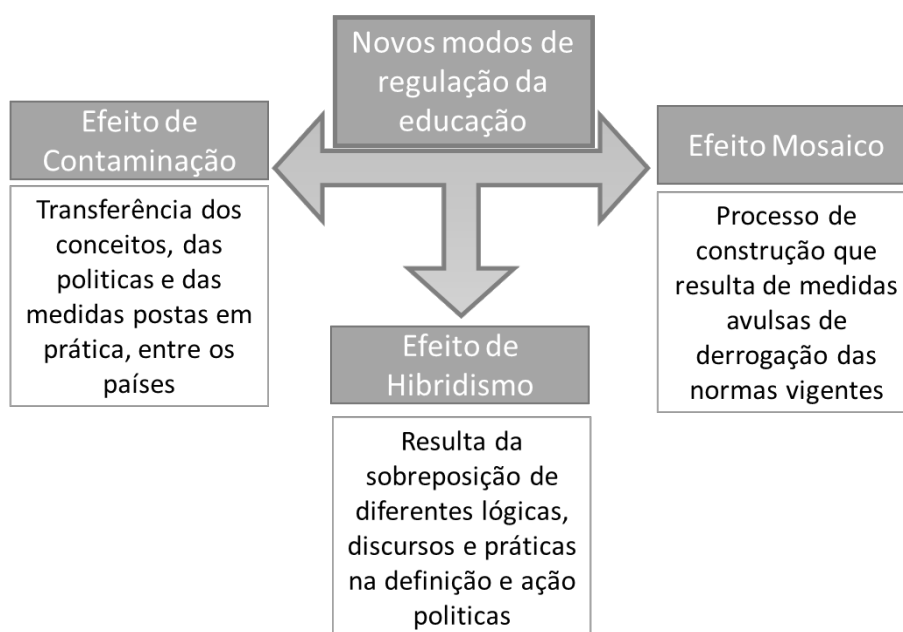 Novos modos de
regulação da
educação
Efeito de
Contaminação
Transferência dos
conceitos, das
politicas e das
medidas postas em
prática, entre os
países
Efeito de
Hibridismo
Resulta da
sobreposição de
diferentes lógicas,
discursos e práticas
na definição e ação
politicas
Efeito Mosaico
Processo de
construção que
resulta de medidas
avulsas de
derrogação das
normas vigentes